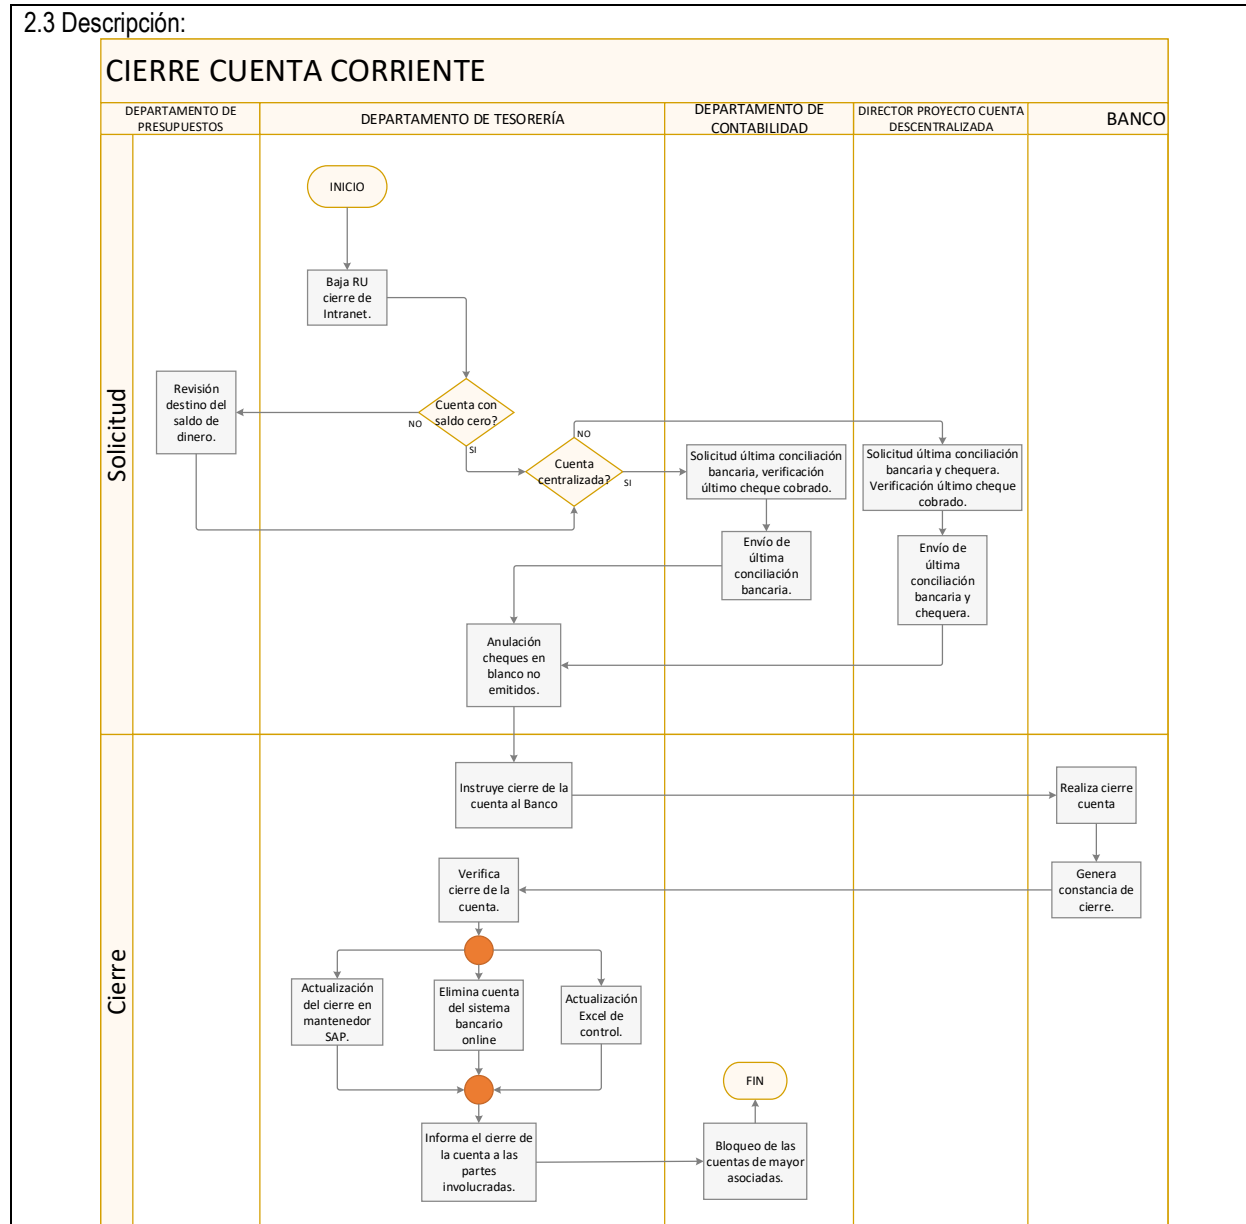 2.3 Descripción:
CIERRE CUENTA CORRIENTE
DEPARTAMENTO DE
PRESUPUESTOS
DEPARTAMENTO DE TESORERÍA
DEPARTAMENTO DE
CONTABILIDAD
DIRECTOR PROYECTO CUENTA
DESCENTRALIZADA
BANCO
Solicitud
INICIO
Baja RU
cierre de
Intranet.
Revisión
destino del
saldo de
dinero.
Cuenta con
saldo cero?
NO
SI
Cuenta
centralizada?
NO
SI
Solicitud última conciliación
bancaria, verificación
último cheque cobrado.
Solicitud última conciliación
bancaria y chequera.
Verificación último cheque
cobrado.
Envío de
última
conciliación
bancaria.
Envío de
última
conciliación
bancaria y
chequera.
Anulación
cheques en
blanco no
emitidos.
Cierre
Instruye cierre de la
cuenta al Banco
Realiza cierre
cuenta
Genera
constancia de
cierre.
Verifica
cierre de la
cuenta.
Actualización
del cierre en
mantenedor
SAP.
Elimina cuenta
del sistema
bancario
online
Actualización
Excel de
control.
Informa el cierre de
la cuenta a las
partes
involucradas.
Bloqueo de las
cuentas de mayor
asociadas.
FIN